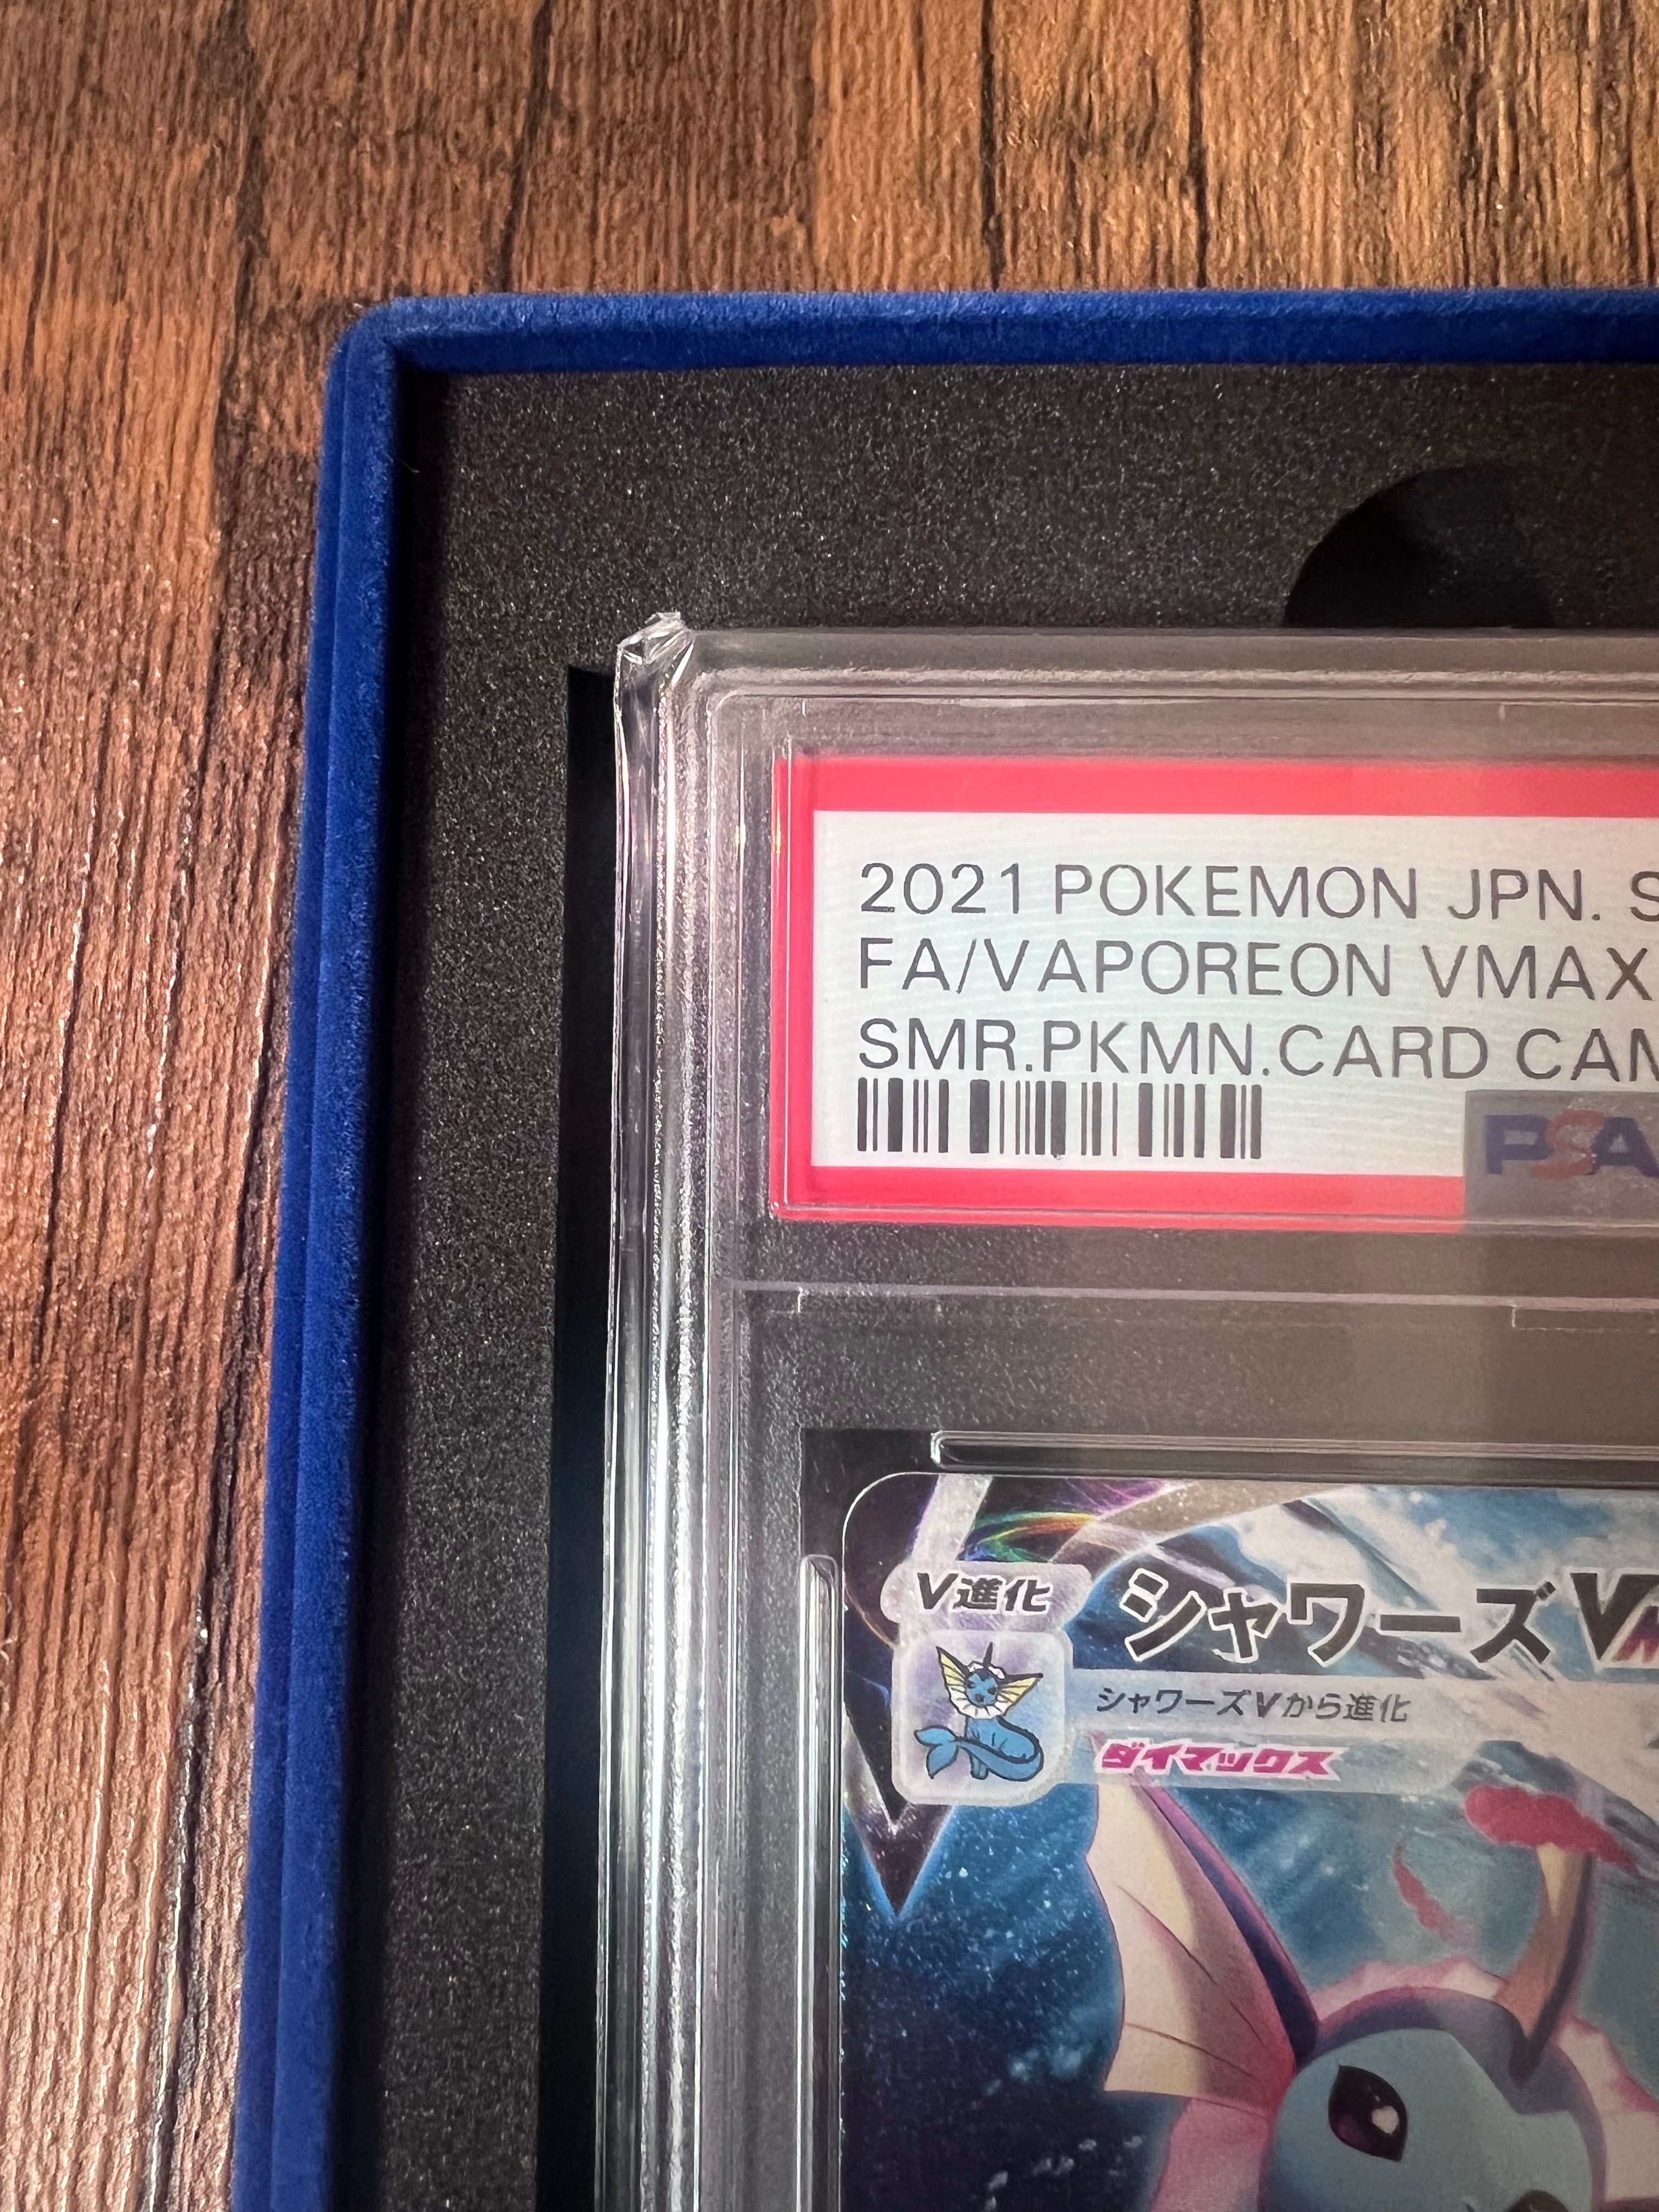 2021 POKEMON JPN. S
FA/VAPOREON VMAX
SMR.PKMN.CARD CAM
PSA
V進化
シャワーズV
シャワーズVから進化
ダイマックス